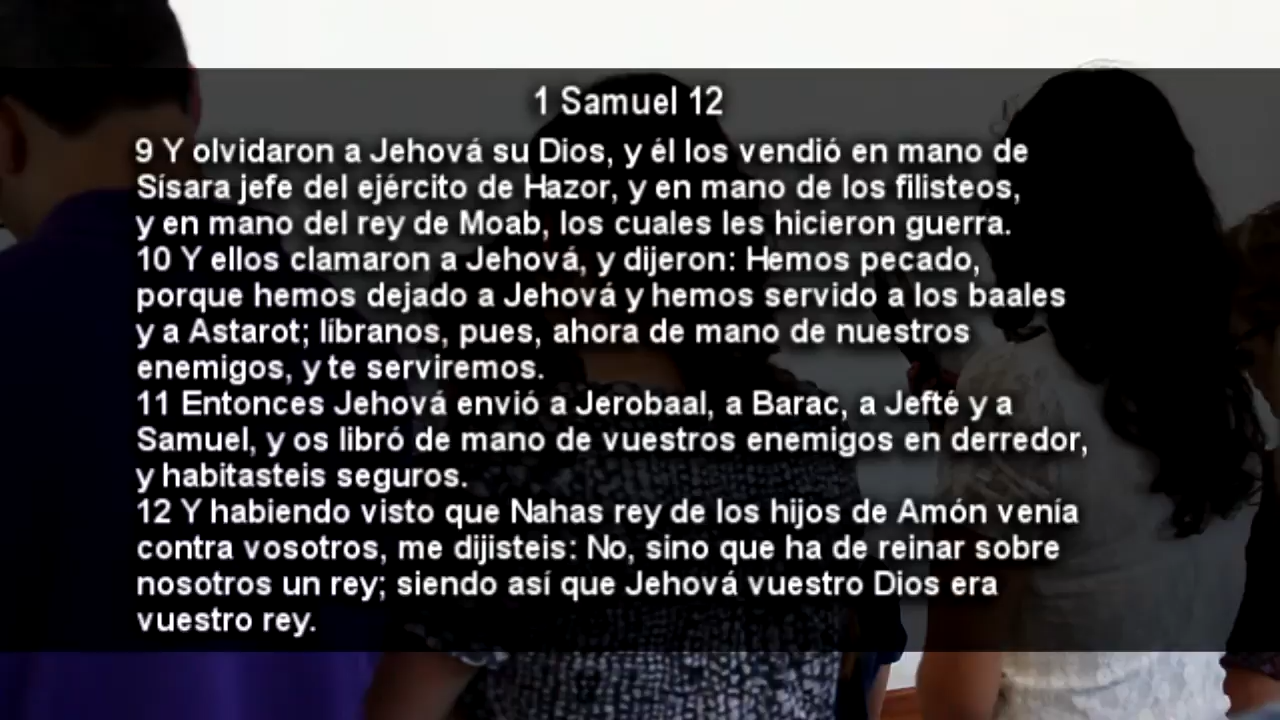 1 Samuel 12
9 Y olvidaron a Jehová su Dios, y él los vendió en mano de
Sísara jefe del ejército de Hazor, y en mano de los filisteos,
y en mano del rey de Moab, los cuales les hicieron guerra.
10 Y ellos clamaron a Jehová, y dijeron: Hemos pecado,
porque hemos dejado a Jehová y hemos servido a los baales
y a Astarot; líbranos, pues, ahora de mano de nuestros
enemigos, y te serviremos.
11 Entonces Jehová envió a Jerobaal, a Barac, a Jefté y a
Samuel, y os libró de mano de vuestros enemigos en derredor,
y habitasteis seguros.
12 Y habiendo visto que Nahas rey de los hijos de Amón venía
contra vosotros, me dijisteis: No, sino que ha de reinar sobre
nosotros un rey; siendo así que Jehová vuestro Dios era
vuestro rey.